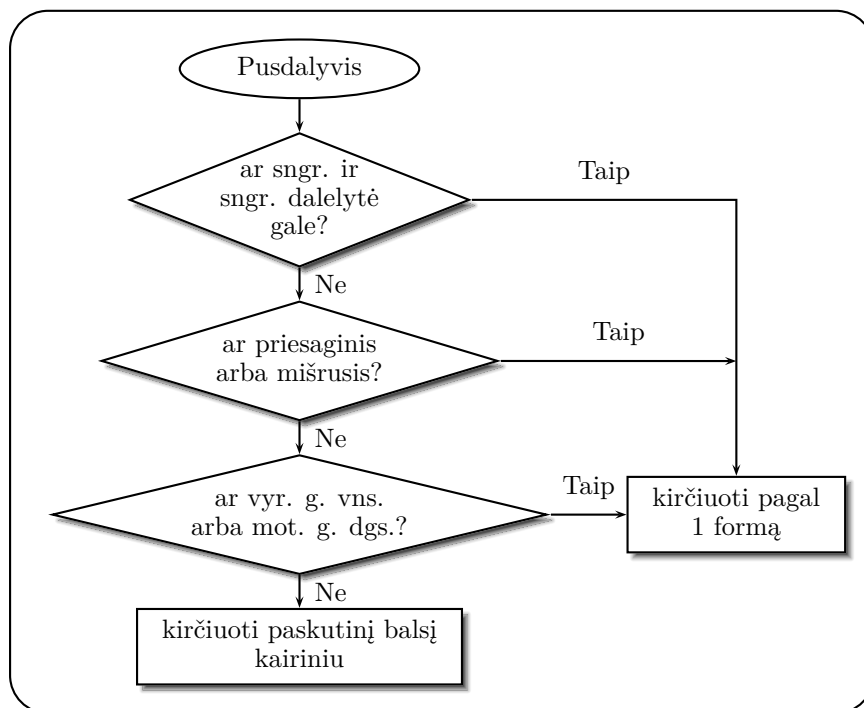 Pusdalyvis
ar sngr. ir
sngr. dalelytė
gale?
Taip
Ne
ar priesaginis
arba mišrusis?
Taip
Ne
ar vyr. g. vns.
arba mot. g. dgs.?
Taip
kirčiuoti pagal
1 formą
Ne
kirčiuoti paskutinį balsį
kairiniu